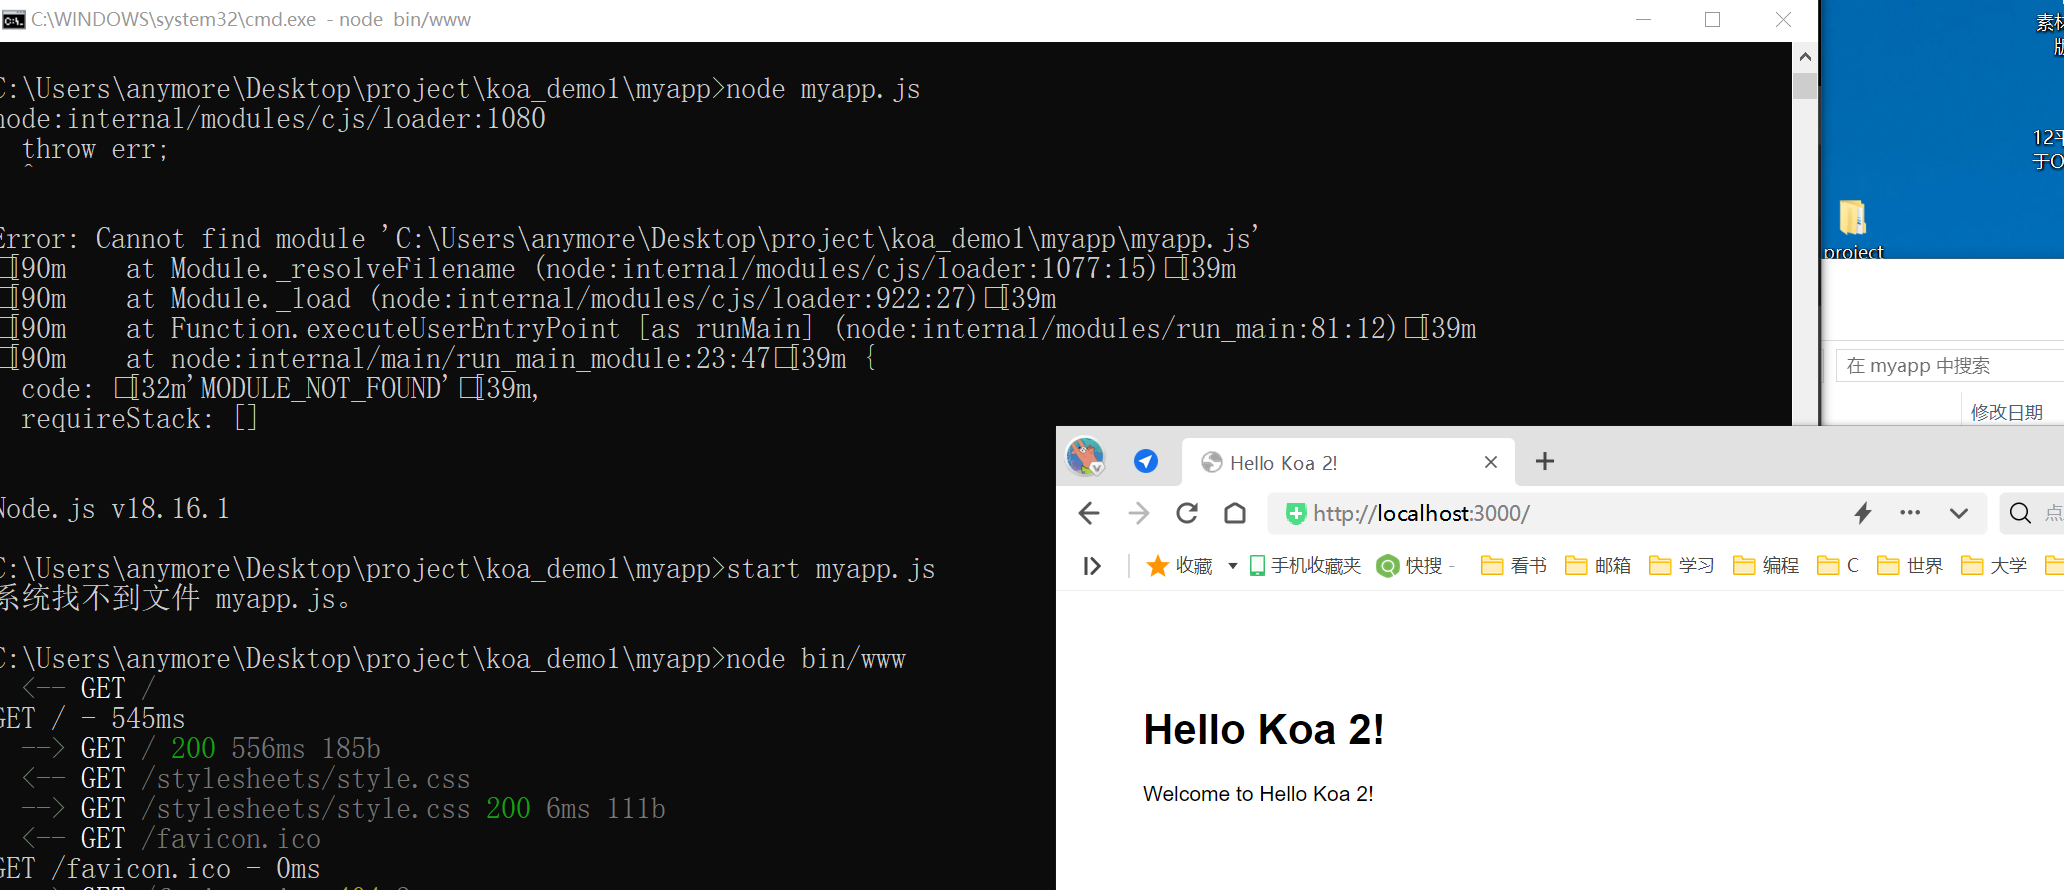 C:\WINDOWS\system32\cmd.exe - node bin/www
C:\Users\anymore\Desktop\project\koa_demo1\myapp>node myapp.js
node:internal/modules/cjs/loader:1080
throw err;
^
Error: Cannot find module 'C:\Users\anymore\Desktop\project\koa_demo1\myapp\myapp.js'
[90m    at Module._resolveFilename (node:internal/modules/cjs/loader:1077:15)[39m
[90m    at Module._load (node:internal/modules/cjs/loader:922:27)[39m
[90m    at Function.executeUserEntryPoint [as runMain] (node:internal/modules/run_main:81:12)[39m
[90m    at node:internal/main/run_main_module:23:47[39m {
code: [32m'MODULE_NOT_FOUND'[39m,
requireStack: []
Node.js v18.16.1
C:\Users\anymore\Desktop\project\koa_demo1\myapp>start myapp.js
系统找不到文件 myapp.js。
C:\Users\anymore\Desktop\project\koa_demo1\myapp>node bin/www
<-- GET /
GET / - 545ms
--> GET / 200 556ms 185b
<-- GET /stylesheets/style.css
--> GET /stylesheets/style.css 200 6ms 111b
<-- GET /favicon.ico
GET /favicon.ico - 0ms
素材
版
12平
于O
project
在 myapp 中搜索
修改日期
Hello Koa 2!
http://localhost:3000/
点
收藏 手机收藏夹 快搜 看书 邮箱 学习 编程 C 世界 大学
Hello Koa 2!
Welcome to Hello Koa 2!